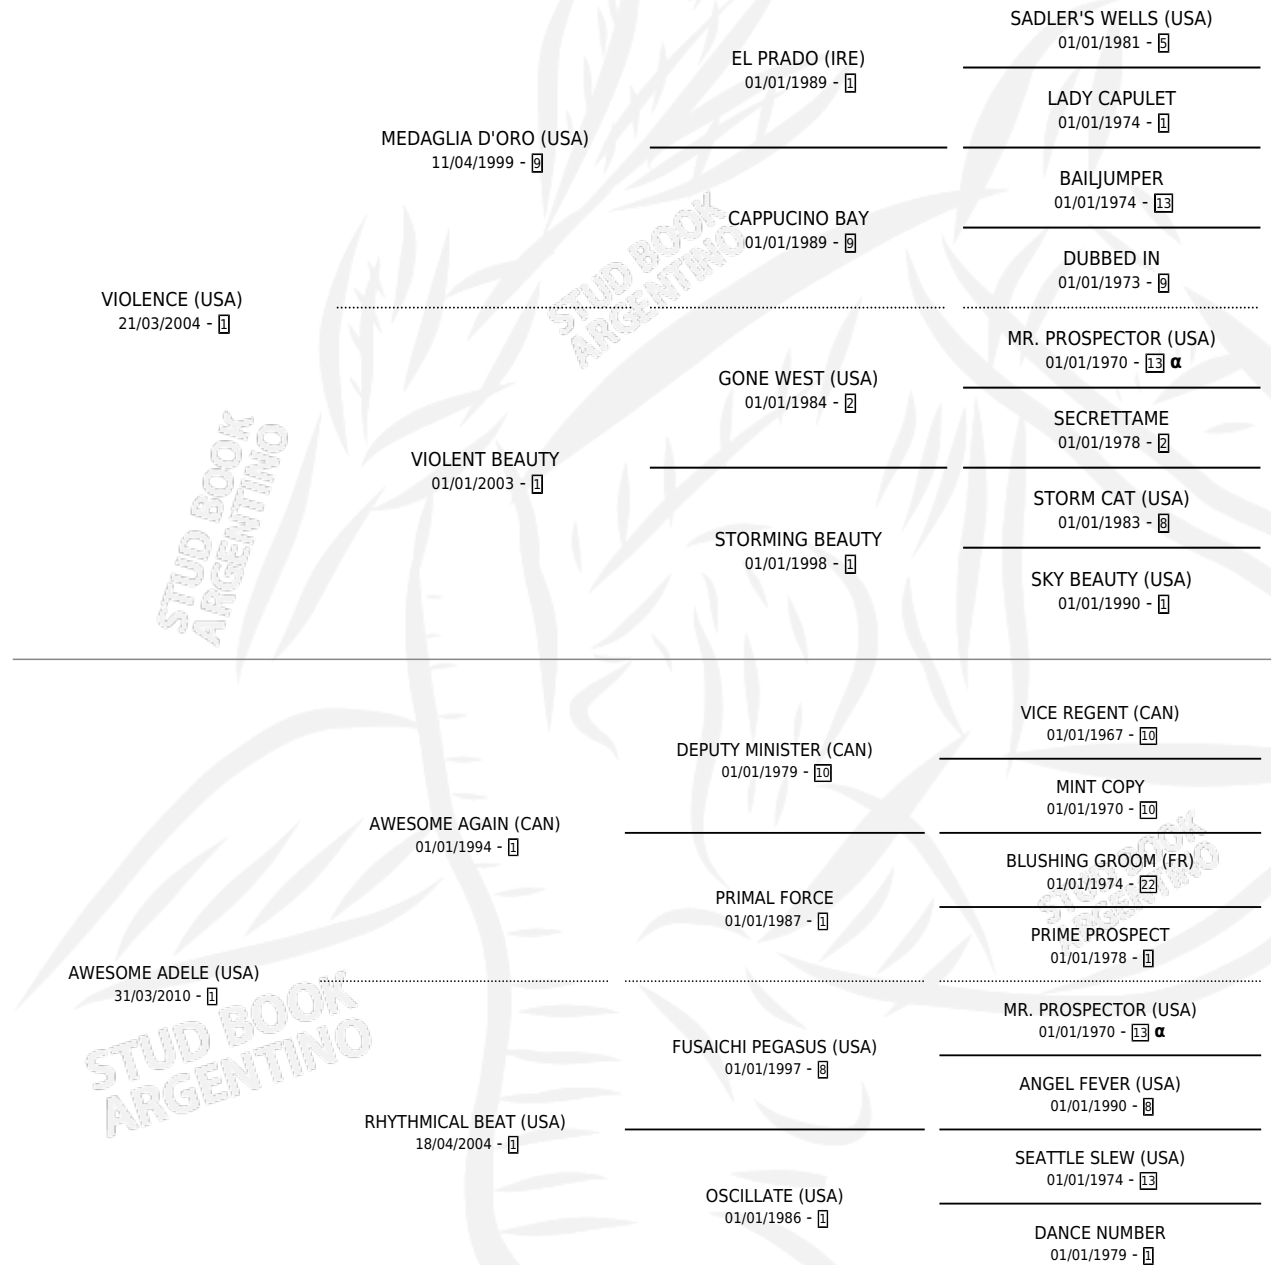 SADLER'S WELLS (USA)
01/01/1981 - 5
EL PRADO (IRE)
01/01/1989 - 1
LADY CAPULET
01/01/1974 - 1
MEDAGLIA D'ORO (USA)
11/04/1999 - 9
BAILJUMPER
01/01/1974 - 13
CAPPUCINO BAY
01/01/1989 - 9
DUBBED IN
01/01/1973 - 9
VIOLENCE (USA)
21/03/2004 - 1
MR. PROSPECTOR (USA)
01/01/1970 - 13 α
GONE WEST (USA)
01/01/1984 - 2
SECRETTAME
01/01/1978 - 2
VIOLENT BEAUTY
01/01/2003 - 1
STORM CAT (USA)
01/01/1983 - 8
STORMING BEAUTY
01/01/1998 - 1
SKY BEAUTY (USA)
01/01/1990 - 1
VICE REGENT (CAN)
01/01/1967 - 10
DEPUTY MINISTER (CAN)
01/01/1979 - 10
MINT COPY
01/01/1970 - 10
AWESOME AGAIN (CAN)
01/01/1994 - 1
BLUSHING GROOM (FR)
01/01/1974 - 22
PRIMAL FORCE
01/01/1987 - 1
PRIME PROSPECT
01/01/1978 - 1
AWESOME ADELE (USA)
31/03/2010 - 1
MR. PROSPECTOR (USA)
01/01/1970 - 13 α
FUSAICHI PEGASUS (USA)
01/01/1997 - 8
ANGEL FEVER (USA)
01/01/1990 - 8
RHYTHMICAL BEAT (USA)
18/04/2004 - 1
SEATTLE SLEW (USA)
01/01/1974 - 13
OSCILLATE (USA)
01/01/1986 - 1
DANCE NUMBER
01/01/1979 - 1
STUD BOOK
ARGENTINO
STUD BOOK
ARGENTINO
STUD BOOK
ARGENTINO
STUD BOOK
ARGENTINO